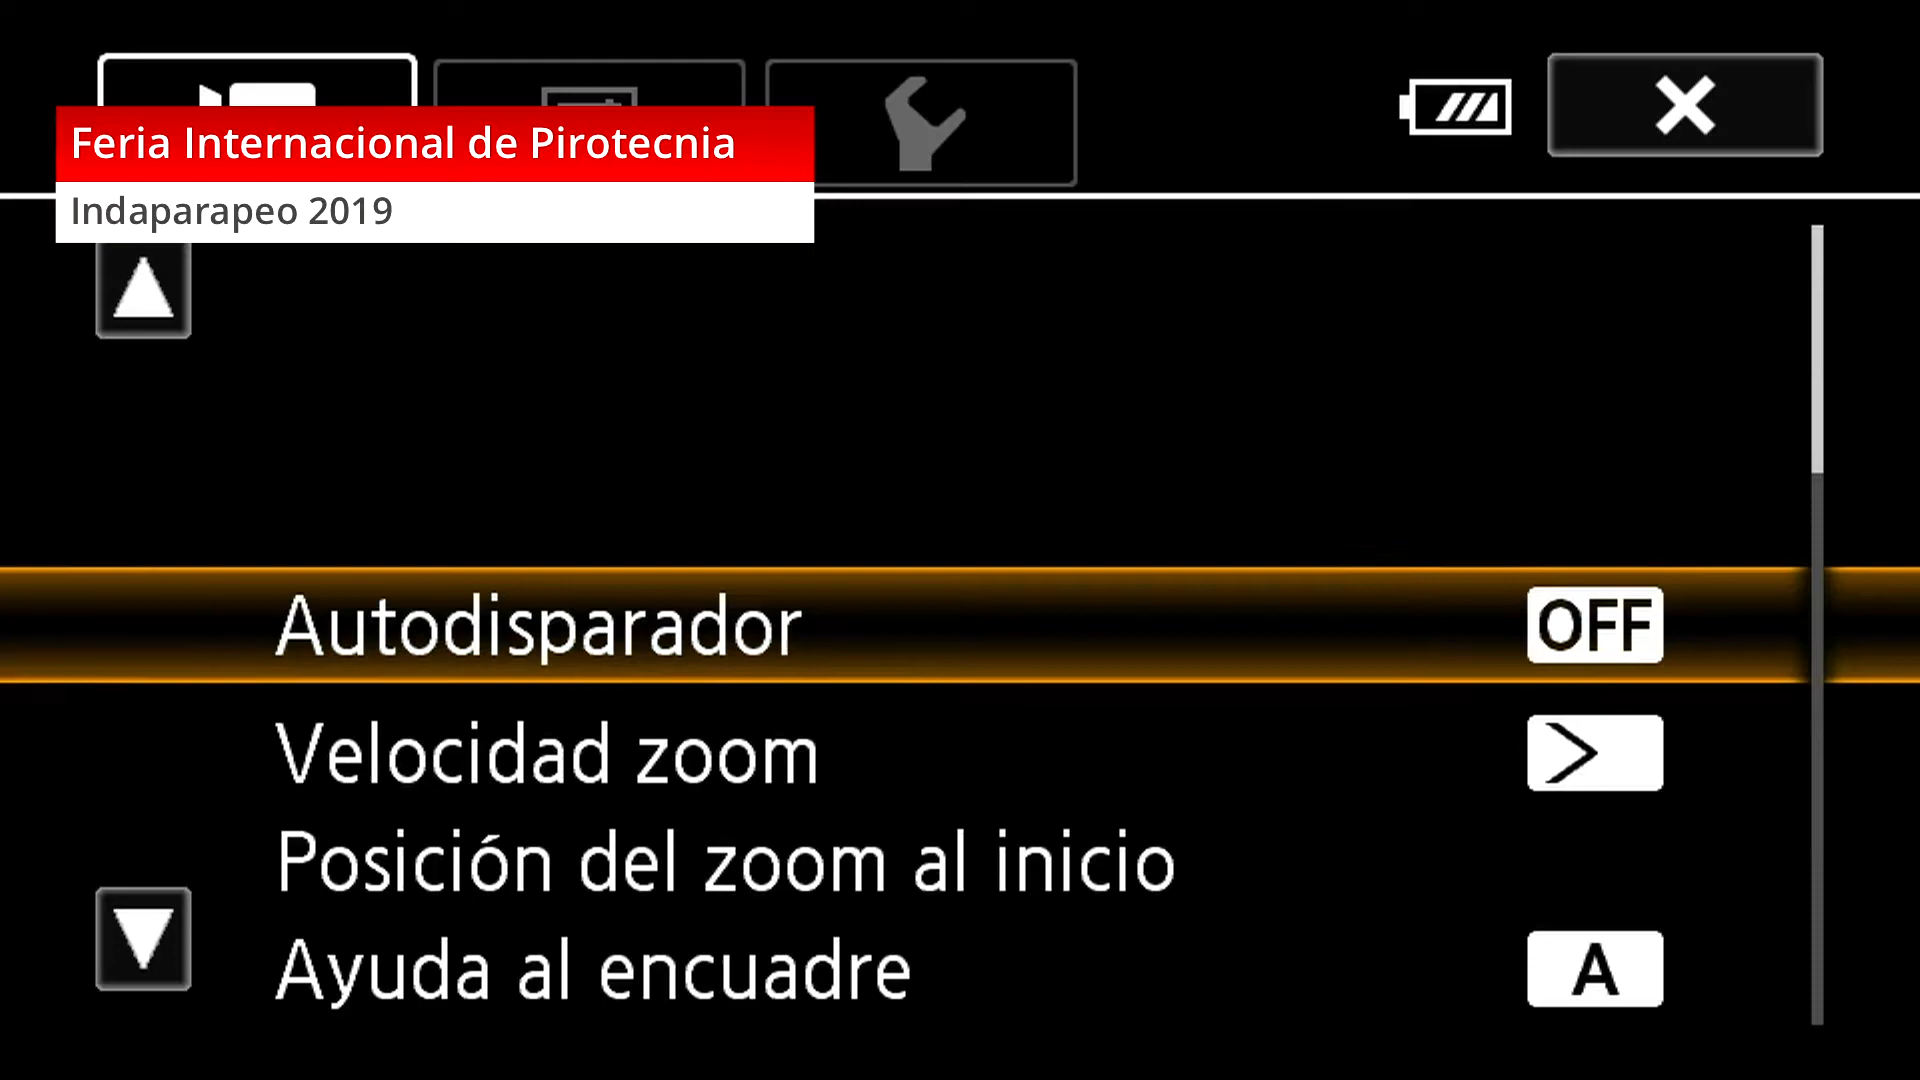 Feria Internacional de Pirotecnia
Indaparapeo 2019
Autodisparador OFF
Velocidad zoom
Posición del zoom al inicio
Ayuda al encuadre A